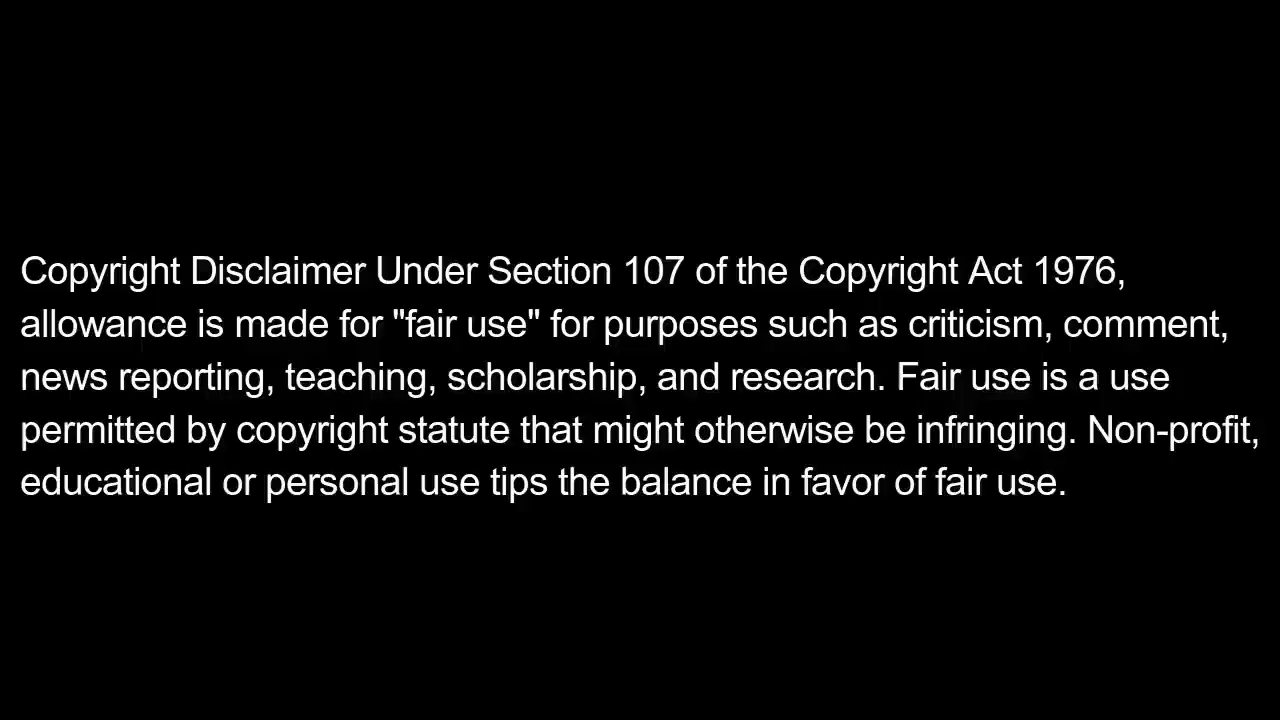 Copyright Disclaimer Under Section 107 of the Copyright Act 1976,
allowance is made for "fair use" for purposes such as criticism, comment,
news reporting, teaching, scholarship, and research. Fair use is a use
permitted by copyright statute that might otherwise be infringing. Non-profit,
educational or personal use tips the balance in favor of fair use.